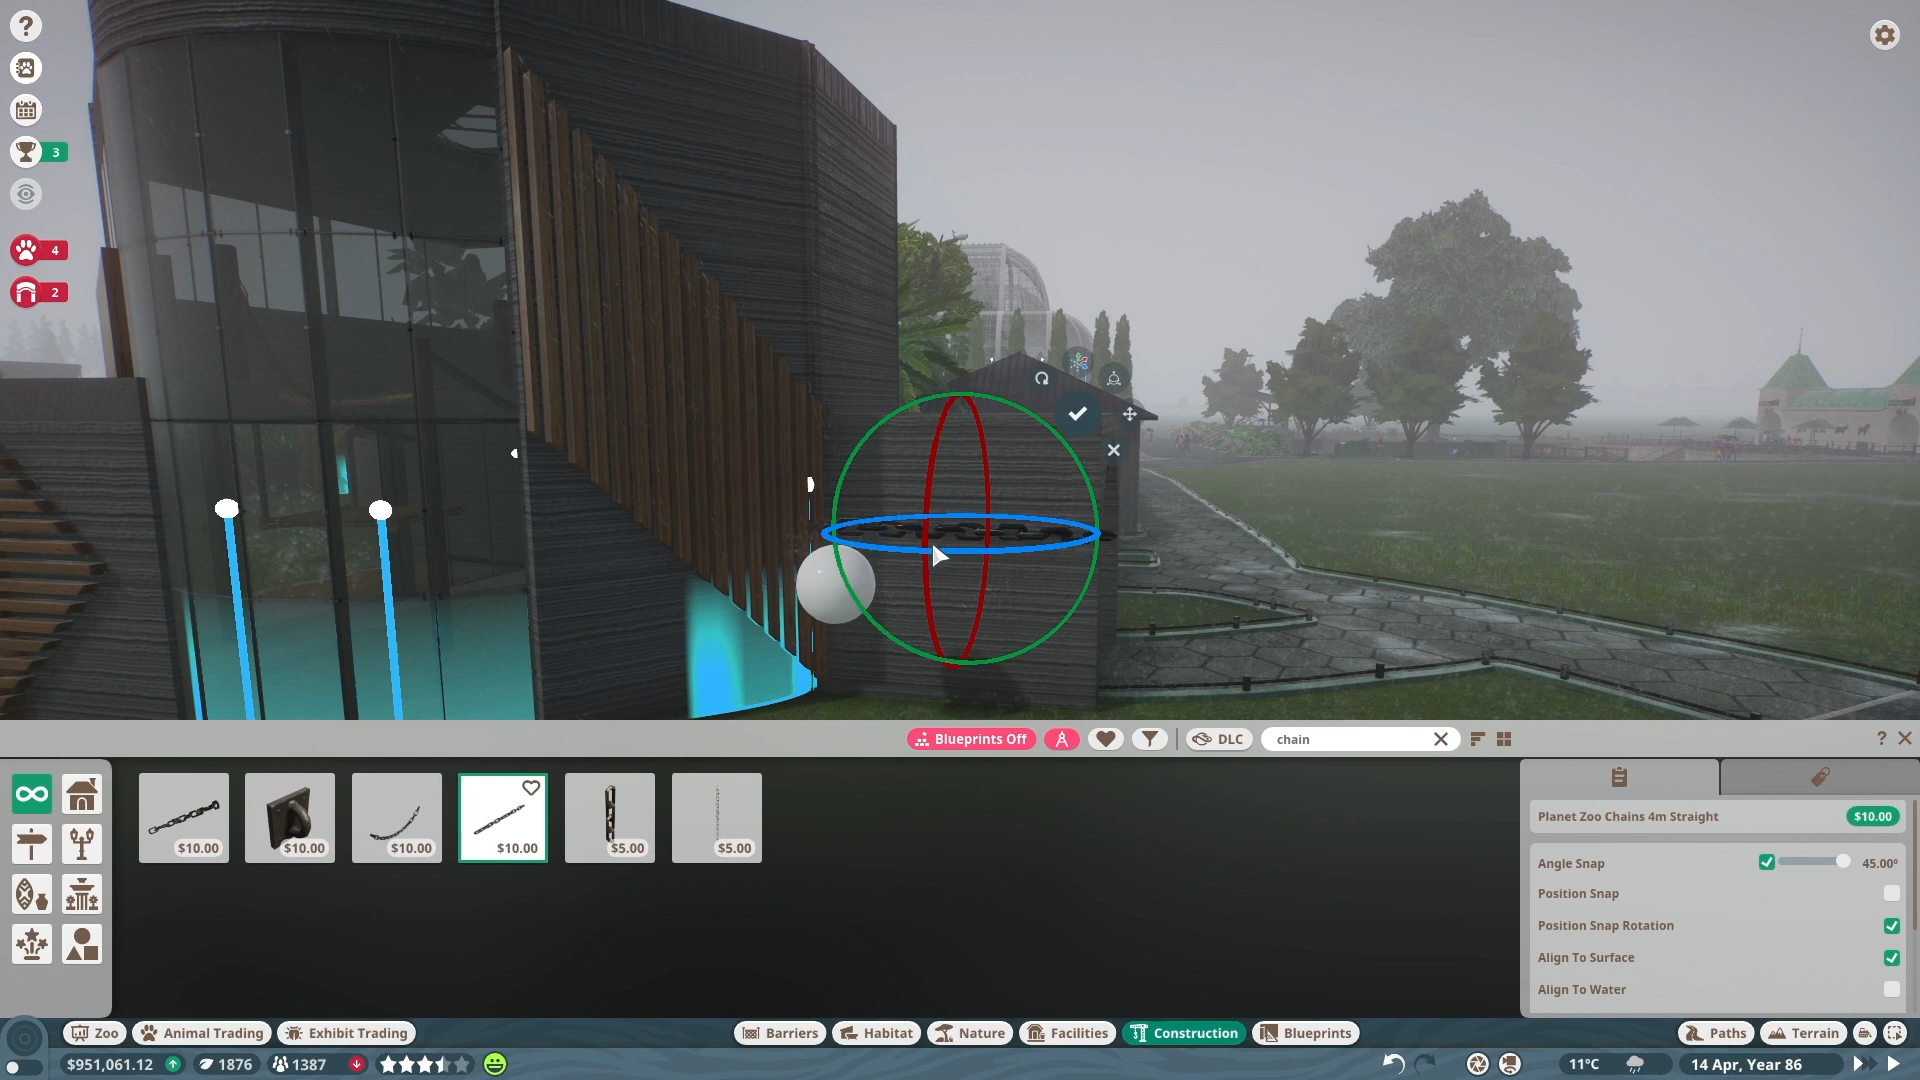 3
4
2
Blueprints Off
DLC
chain
?
$10.00
$10.00
$10.00
$10.00
$5.00
$5.00
Planet Zoo Chains 4m Straight
$10.00
Angle Snap
45.00°
Position Snap
Position Snap Rotation
Align To Surface
Align To Water
Zoo
Animal Trading
Exhibit Trading
Barriers
Habitat
Nature
Facilities
Construction
Blueprints
Paths
Terrain
$951,061.12
1876
1387
11°C
14 Apr, Year 86